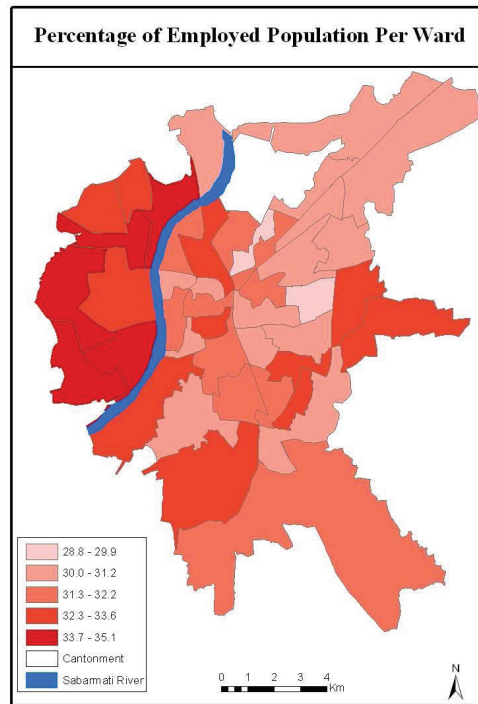 Percentage of Employed Population Per Ward
28.8 - 29.9
30.0 - 31.2
31.3 - 32.2
32.3 - 33.6
33.7 - 35.1
Cantonment
Sabarmati River
0 1 2 3 4
Km
N